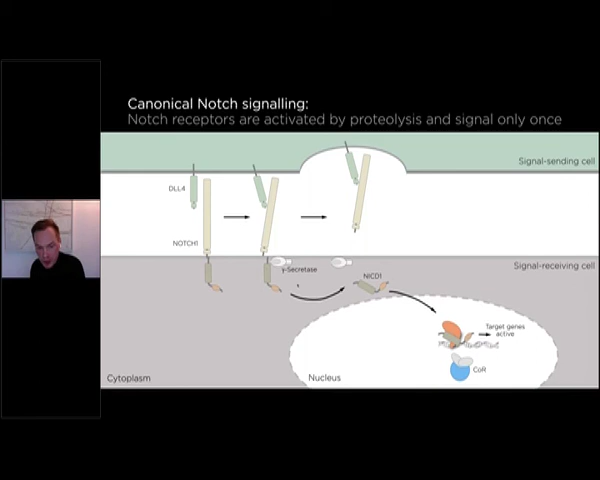 Canonical Notch signalling:
Notch receptors are activated by proteolysis and signal only once
Signal-sending cell
DLL4
NOTCH1
Signal-receiving cell
γ-Secretase
NICD1
Target genes
active
CoR
Cytoplasm
Nucleus